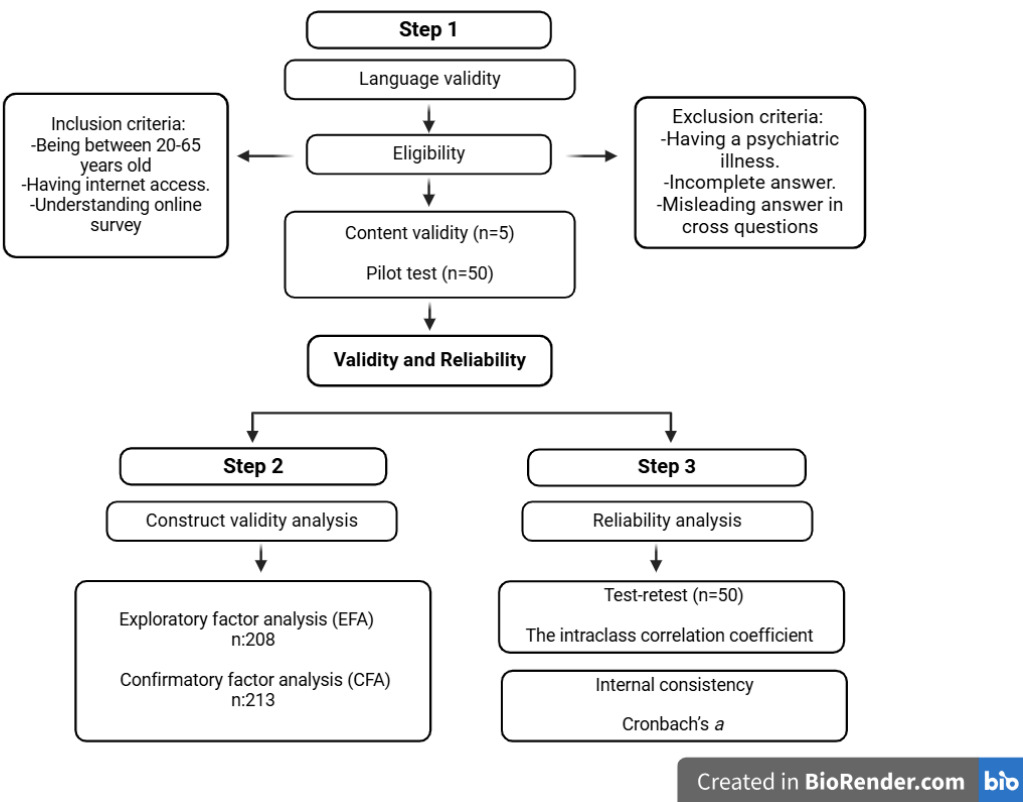 Step 1
Language validity
Inclusion criteria:
-Being between 20-65
years old
-Having internet access.
-Understanding online
survey
Eligibility
Exclusion criteria:
-Having a psychiatric
illness.
-Incomplete answer.
-Misleading answer in
cross questions
Content validity (n=5)
Pilot test (n=50)
Validity and Reliability
Step 2
Construct validity analysis
Exploratory factor analysis (EFA)
n:208
Confirmatory factor analysis (CFA)
n:213
Step 3
Reliability analysis
Test-retest (n=50)
The intraclass correlation coefficient
Internal consistency
Cronbach's a
Created in BioRender.com bio